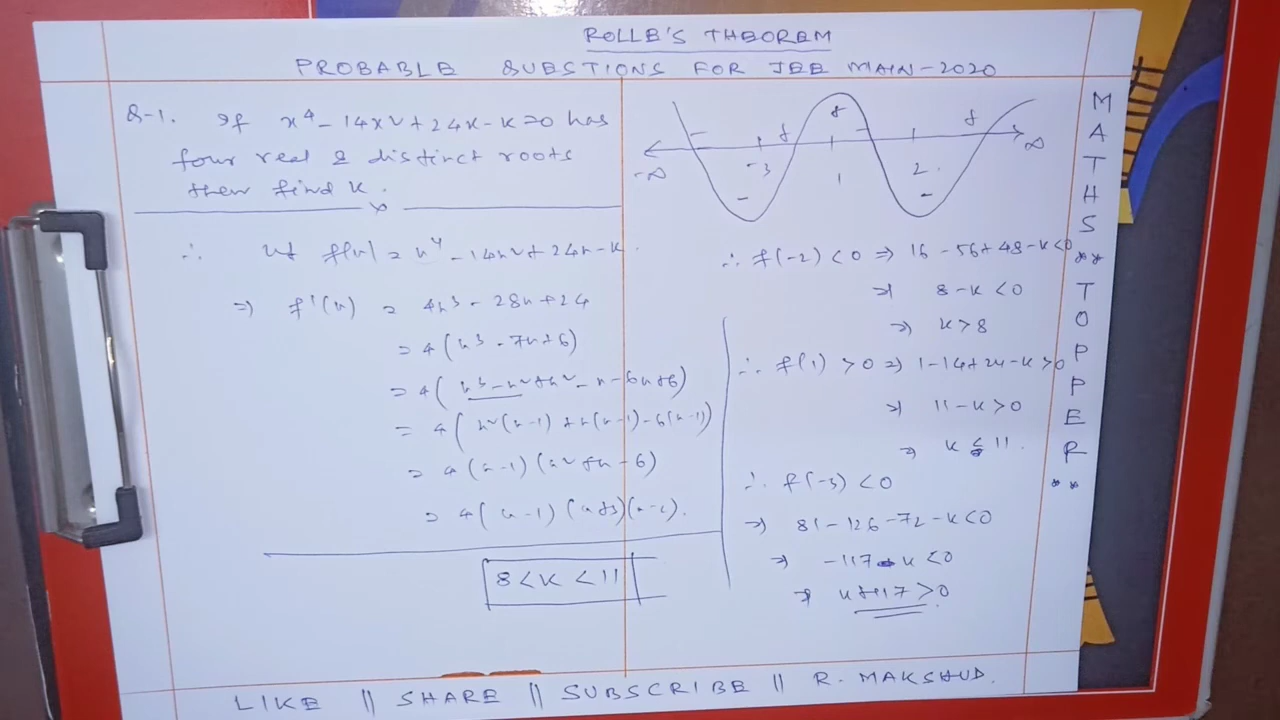 ROLLE'S THEOREM
PROBABLE QUESTIONS FOR JEE MAIN-2020
Q-1. If x⁴-14x²+24x-k=0 has
four real & distinct roots
then find k.
x
∴ Let f(x) = x⁴-14x²+24x-k.
⇒ f'(x) = 4x³-28x+24
= 4(x³-7x+6)
= 4(x³-x²+x²-x-6x+6)
= 4(x²(x-1)+x(x-1)-6(x-1))
= 4(x-1)(x²+x-6)
= 4(x-1)(x+3)(x-2).
8<k<11
-∞ - -3 + + 1 - 2. - + ∞
-
∴ f(-2)<0 ⇒ 16-56+48-k<0
⇒ 8-k<0
⇒ k>8
∴ f(1)>0 ⇒ 1-14+24-k>0
⇒ 11-k>0
⇒ k<11.
∴ f(-3)<0
⇒ 81-126-72-k<0
⇒ -117-k<0
⇒ k+117>0
MATHS ** TOPPER **
LIKE || SHARE || SUBSCRIBE || R. MAKSHUD.